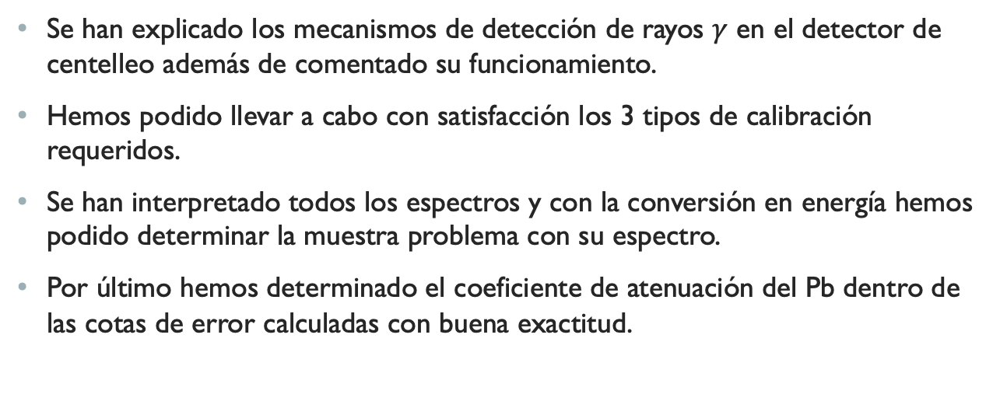 • Se han explicado los mecanismos de detección de rayos γ en el detector de
centelleo además de comentado su funcionamiento.
• Hemos podido llevar a cabo con satisfacción los 3 tipos de calibración
requeridos.
• Se han interpretado todos los espectros y con la conversión en energía hemos
podido determinar la muestra problema con su espectro.
• Por último hemos determinado el coeficiente de atenuación del Pb dentro de
las cotas de error calculadas con buena exactitud.